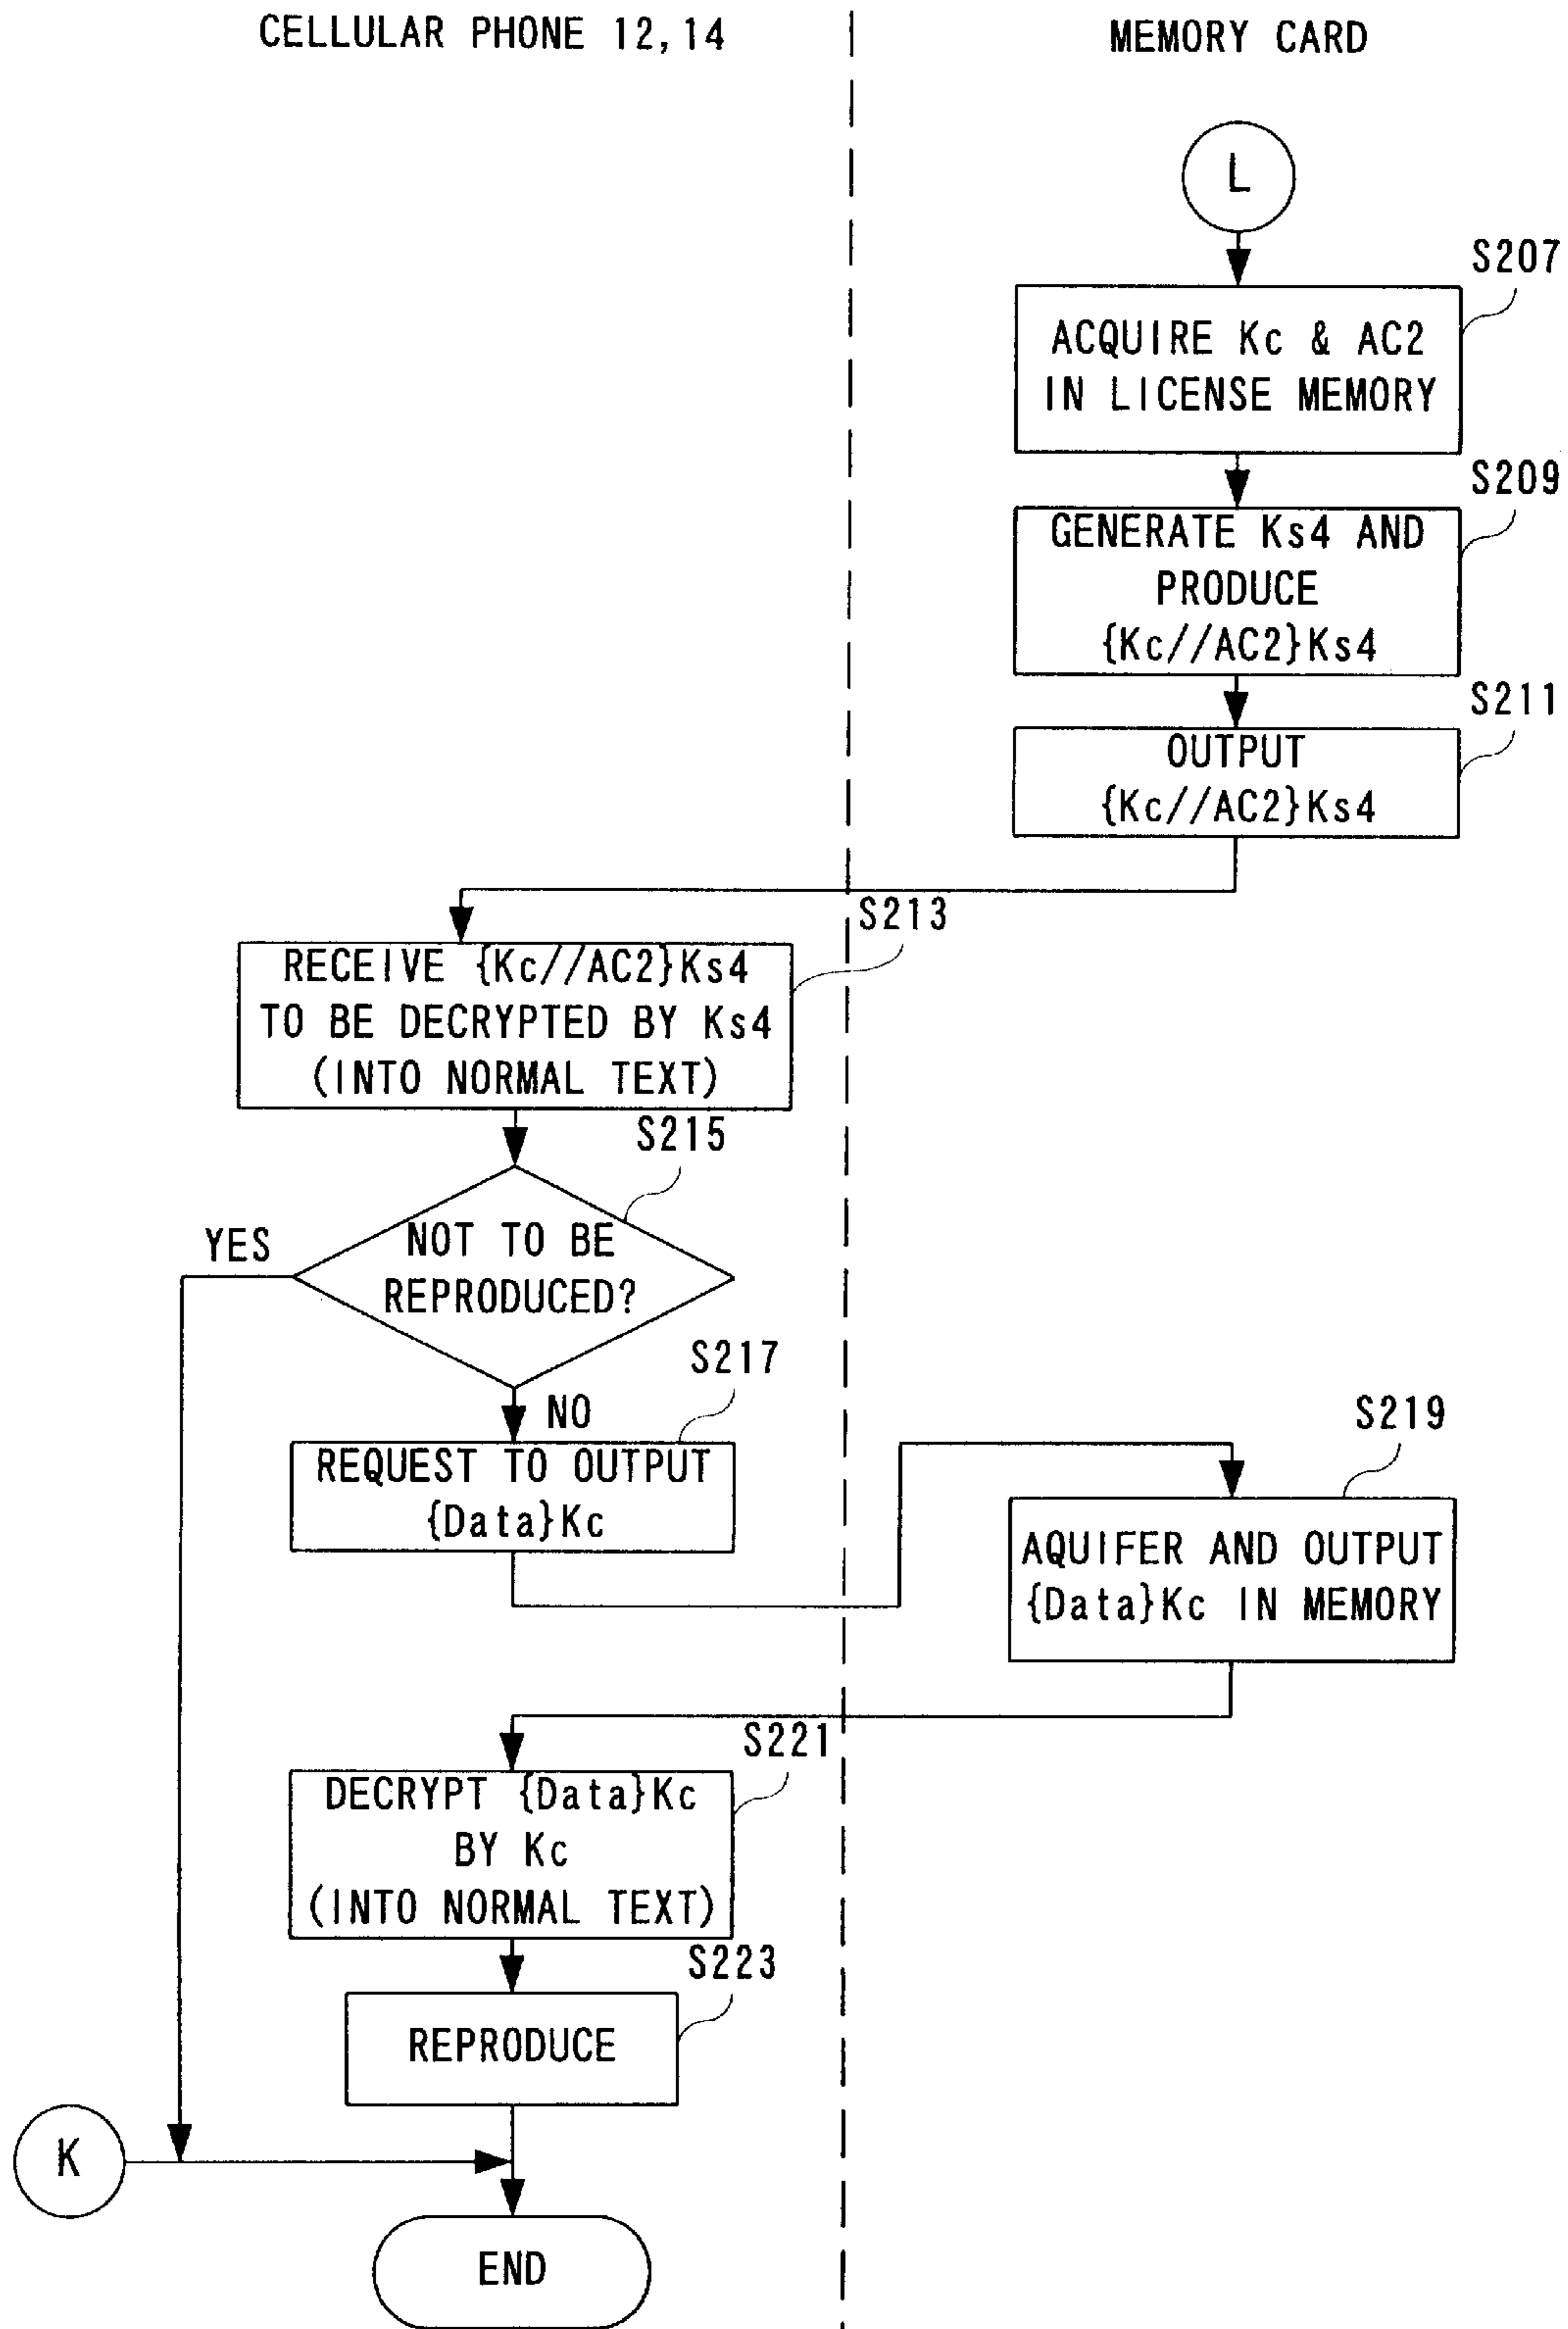 CELLULAR PHONE 12,14
MEMORY CARD
L
S207
ACQUIRE Kc & AC2
IN LICENSE MEMORY
S209
GENERATE Ks4 AND
PRODUCE
{Kc//AC2}Ks4
S211
OUTPUT
{Kc//AC2}Ks4
S213
RECEIVE {Kc//AC2}Ks4
TO BE DECRYPTED BY Ks4
(INTO NORMAL TEXT)
S215
YES
NOT TO BE
REPRODUCED?
S217
NO
REQUEST TO OUTPUT
{Data}Kc
S219
AQUIFER AND OUTPUT
{Data}Kc IN MEMORY
S221
DECRYPT {Data}Kc
BY Kc
(INTO NORMAL TEXT)
S223
REPRODUCE
K
END